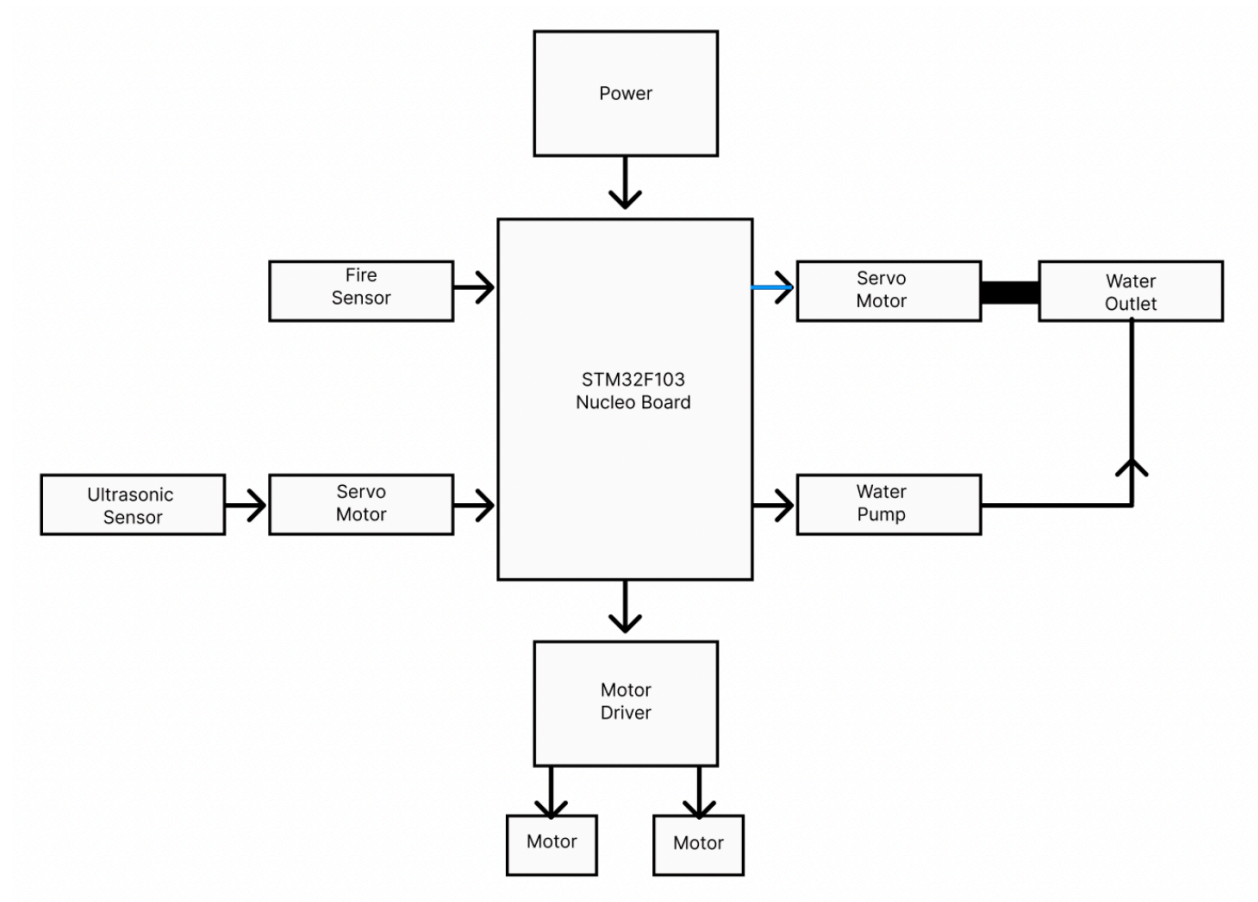 Power
Fire
Sensor
Servo
Motor
Water
Outlet
STM32F103
Nucleo Board
Ultrasonic
Sensor
Servo
Motor
Water
Pump
Motor
Driver
Motor
Motor